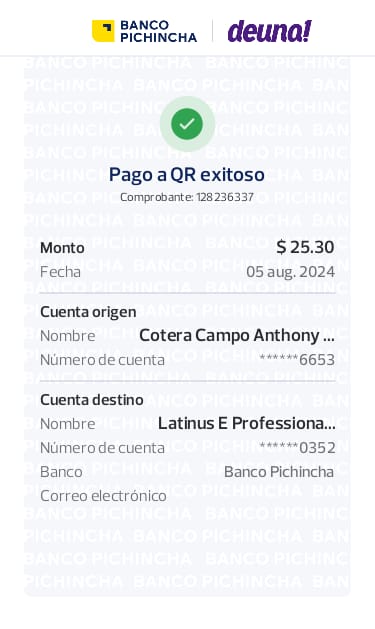 BANCO PICHINCHA deuna!
Pago a QR exitoso
Comprobante: 128236337
Monto $ 25.30
Fecha 05 aug. 2024
Cuenta origen
Nombre Cotera Campo Anthony ...
Número de cuenta ******6653
Cuenta destino
Nombre Latinus E Professiona...
Número de cuenta ******0352
Banco Banco Pichincha
Correo electrónico